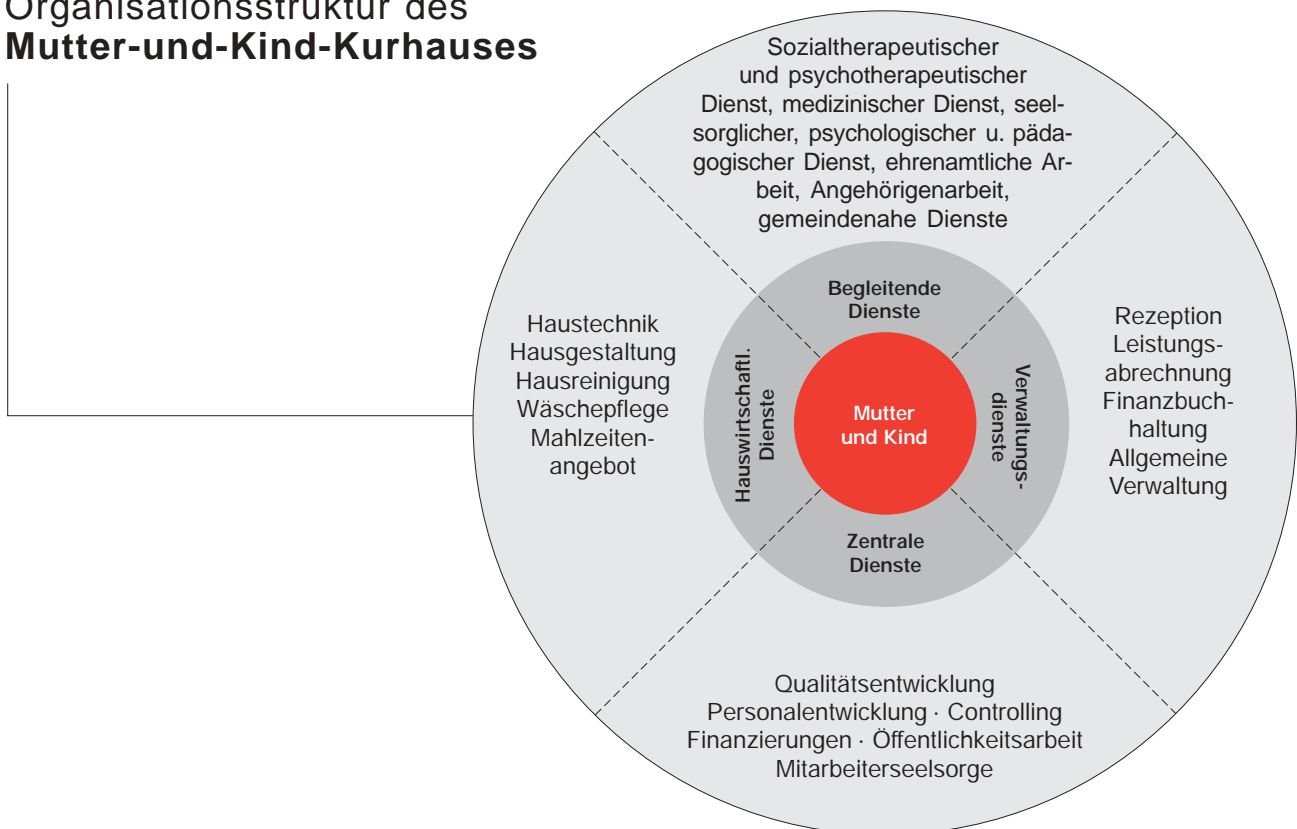 Organisationsstruktur des
Mutter-und-Kind-Kurhauses
Sozialtherapeutischer
und psychotherapeutischer
Dienst, medizinischer Dienst, seel-
sorglicher, psychologischer u. päda-
gogischer Dienst, ehrenamtliche Ar-
beit, Angehörigenarbeit,
gemeindenahe Dienste
Begleitende
Dienste
Haustechnik
Hausgestaltung
Hausreinigung
Wäschepflege
Mahlzeiten-
angebot
Hauswirtschaftl.
Dienste
Mutter
und Kind
Verwaltungs-
dienste
Rezeption
Leistungs-
abrechnung
Finanzbuch-
haltung
Allgemeine
Verwaltung
Zentrale
Dienste
Qualitätsentwicklung
Personalentwicklung · Controlling
Finanzierungen · Öffentlichkeitsarbeit
Mitarbeiterseelsorge